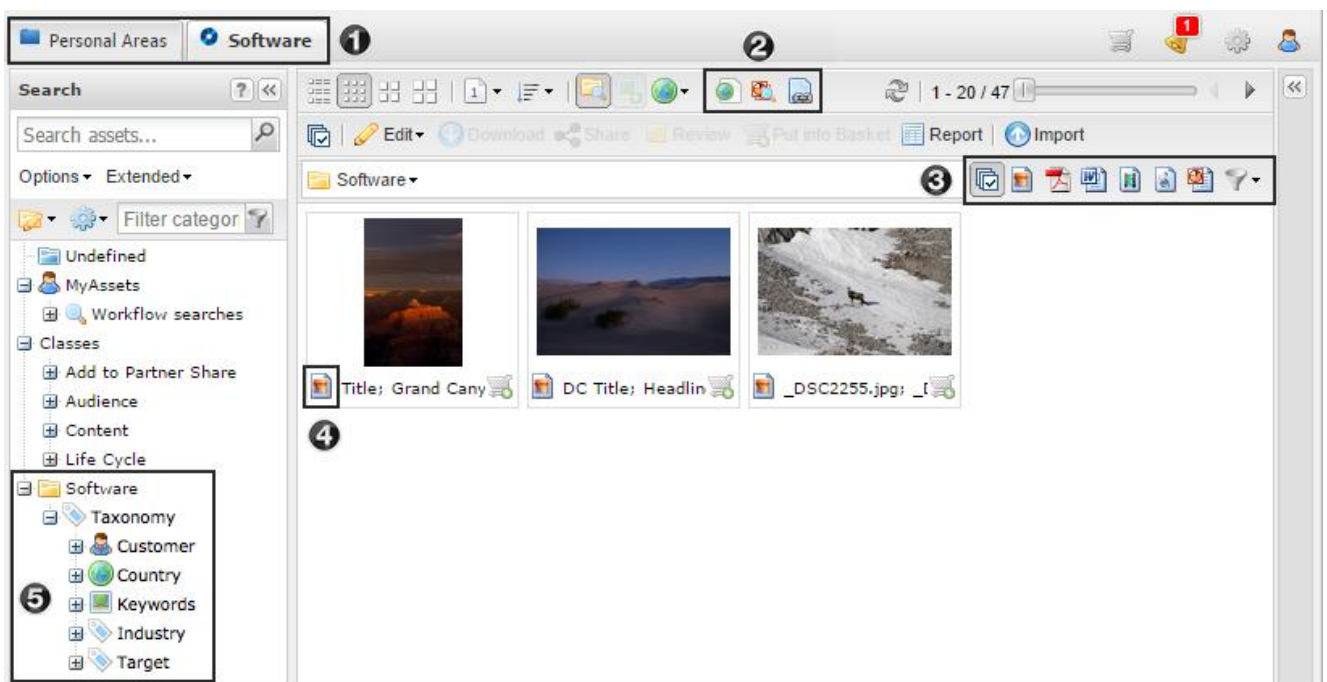 Personal Areas Software 1
2
1
Search ? «
1 1 - 20 / 47 «
Search assets...
Edit Download Share Review Put into Basket Report Import
Options Extended
Software 3
Filter categor
Undefined
MyAssets
Workflow searches
Classes
Add to Partner Share
Audience
Content
Life Cycle
Title; Grand Cany DC Title; Headlin _DSC2255.jpg; _[
4
Software
Taxonomy
Customer
Country
5 Keywords
Industry
Target